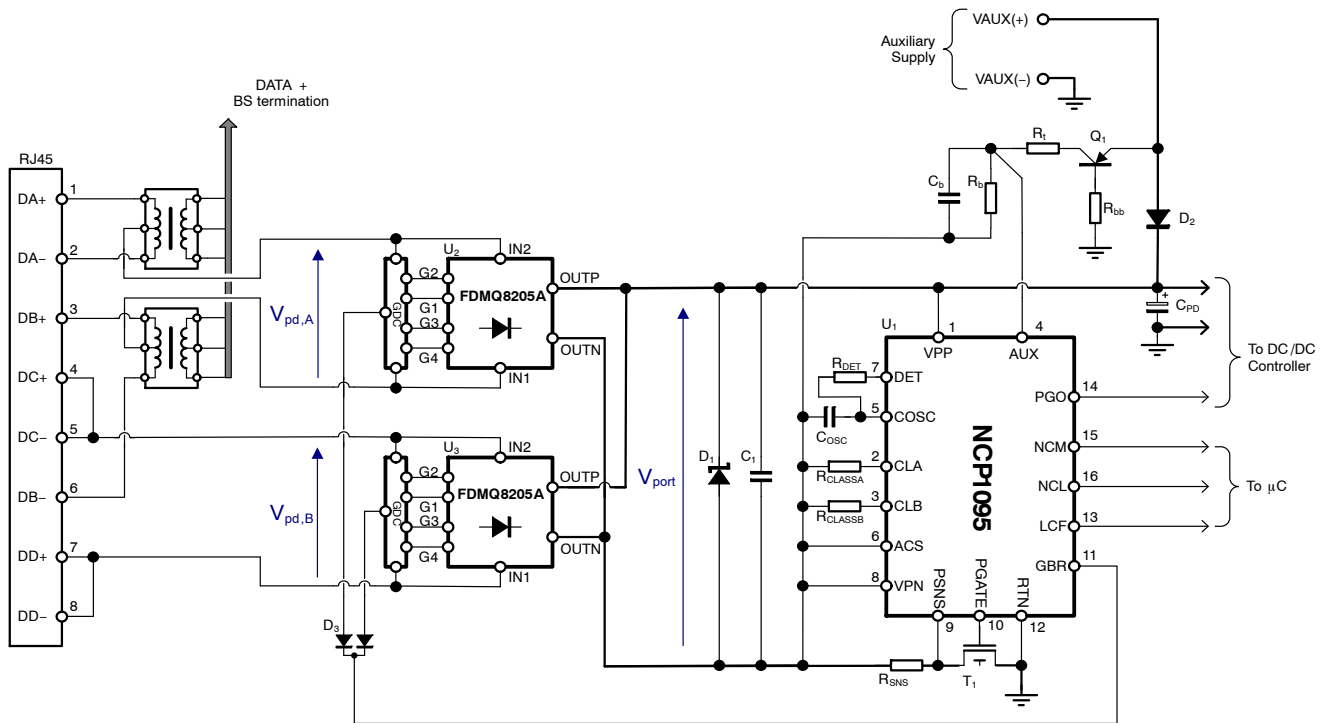 VAUX(+)
Auxiliary
Supply
VAUX(−)
DATA +
BS termination
RJ45
DA+ 1
DA− 2
DB+ 3
DC+ 4
DC− 5
DB− 6
DD+ 7
DD− 8
Vpd,A
Vpd,B
GDC
G2
G1
G3
G4
U2
IN2
FDMQ8205A
OUTP
OUTN
IN1
GDC
G2
G1
G3
G4
U3
IN2
FDMQ8205A
OUTP
OUTN
IN1
D3
Vport
D1
C1
Cb
Rb
Rt
Q1
Rbb
D2
+
CPD
To DC/DC
Controller
U1
1
VPP
4
AUX
RDET
7 DET
5 COSC
COSC
2 CLA
RCLASSA
3 CLB
RCLASSB
6 ACS
8 VPN
NCP1095
PGO 14
NCM 15
NCL 16
LCF 13
GBR 11
To μC
PSNS
9
PGATE
10
RTN
12
RSNS
T1